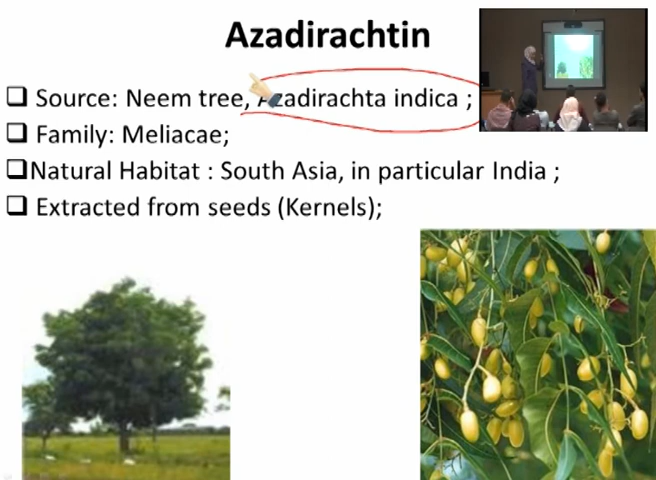 Azadirachtin
❑ Source: Neem tree, Azadirachta indica ;
❑ Family: Meliacae;
❑Natural Habitat : South Asia, in particular India ;
❑ Extracted from seeds (Kernels);